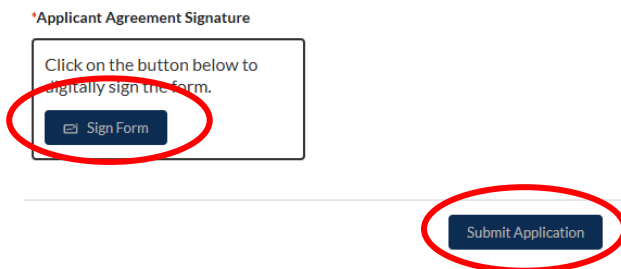 *Applicant Agreement Signature
Click on the button below to
digitally sign the form.
Sign Form
Submit Application